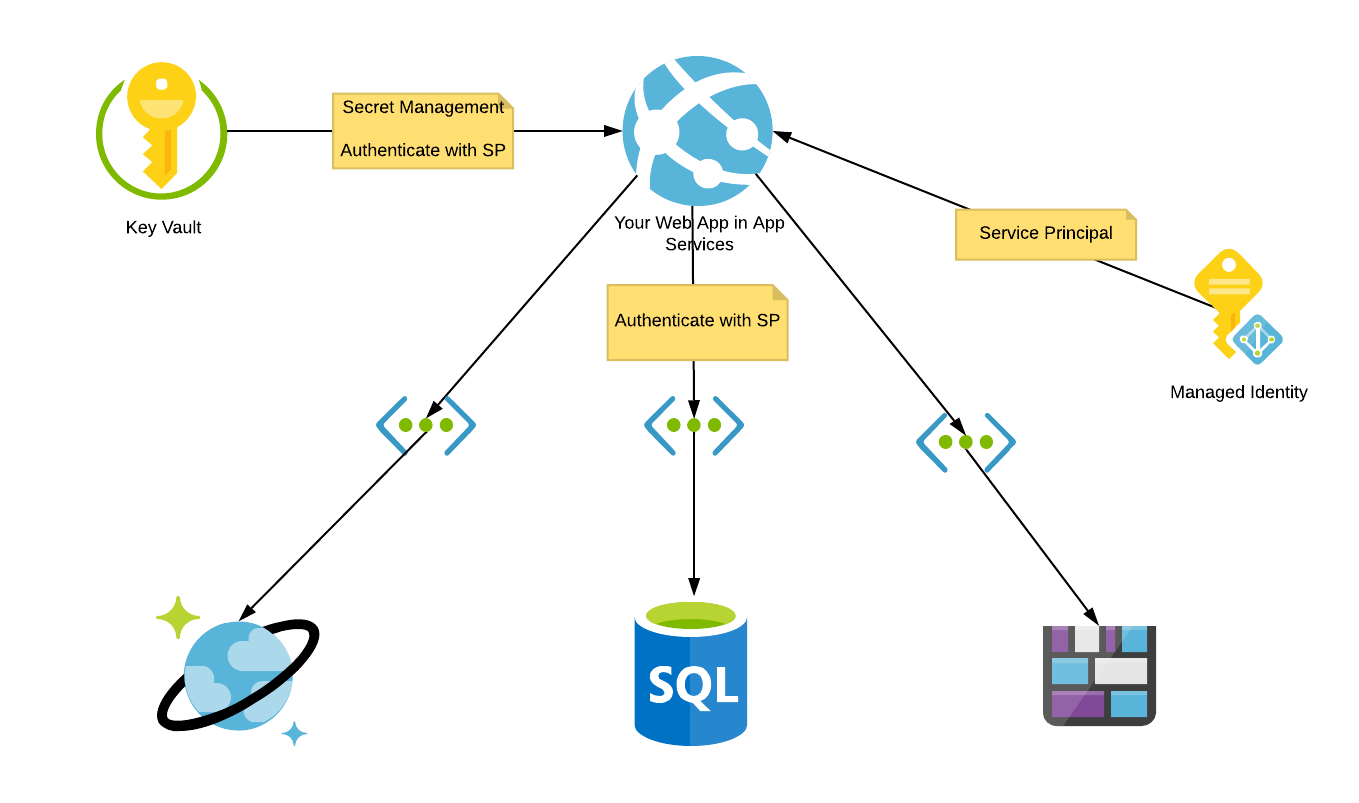 Secret Management
Authenticate with SP
Key Vault
Your Web App in App
Services
Service Principal
Authenticate with SP
Managed Identity
SQL